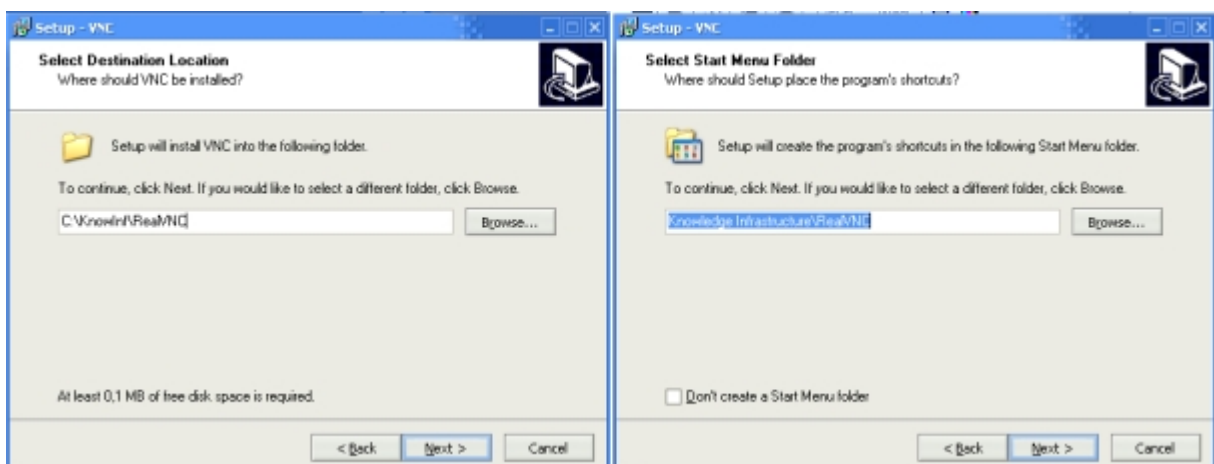 Setup - VNC
Select Destination Location
Where should VNC be installed?
Setup will install VNC into the following folder.
To continue, click Next. If you would like to select a different folder, click Browse.
C:\KnowInf\RealVNC
Browse...
At least 0,1 MB of free disk space is required.
< Back
Next >
Cancel
Setup - VNC
Select Start Menu Folder
Where should Setup place the program's shortcuts?
Setup will create the program's shortcuts in the following Start Menu folder.
To continue, click Next. If you would like to select a different folder, click Browse.
Knowledge Infrastructure\RealVNC
Browse...
Don't create a Start Menu folder
< Back
Next >
Cancel